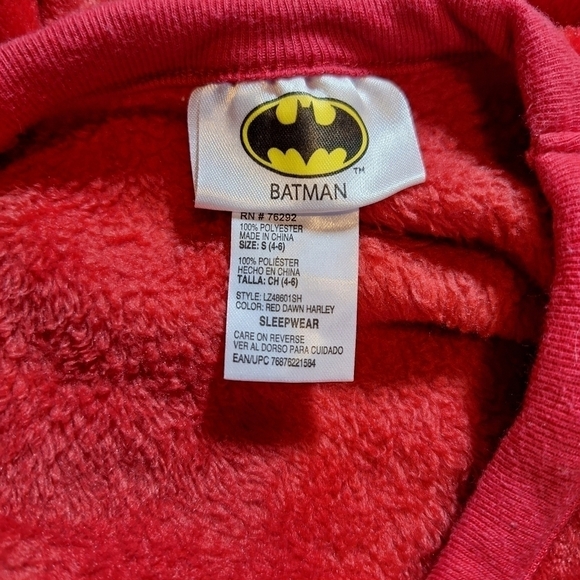 BATMAN
TM
RN # 76292
100% POLYESTER
MADE IN CHINA
SIZE: S (4-6)
100% POLIÉSTER
HECHO EN CHINA
TALLA: CH (4-6)
STYLE: LZ48601SH
COLOR: RED DAWN HARLEY
SLEEPWEAR
CARE ON REVERSE
VER AL DORSO PARA CUIDADO
EAN/UPC 76876221584